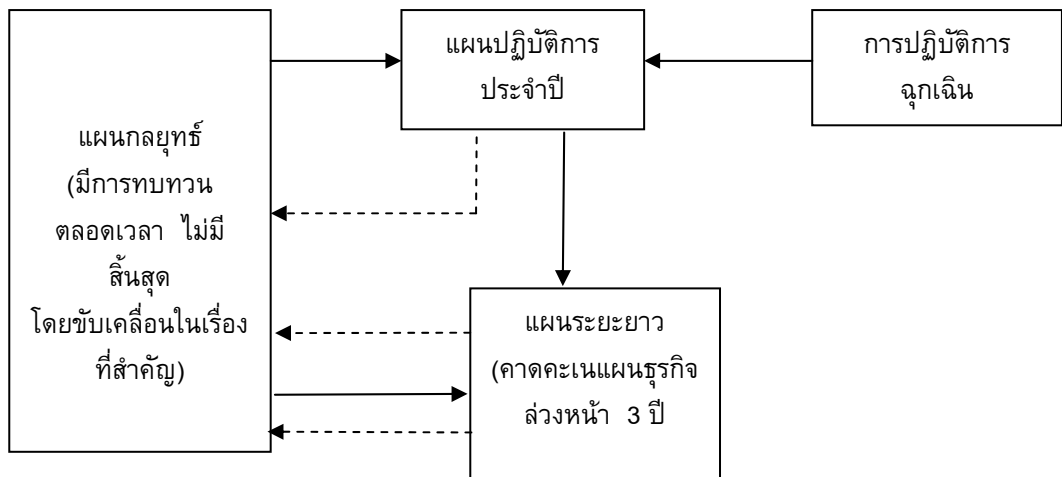 แผนกลยุทธ์
(มีการทบทวน
ตลอดเวลา ไม่มี
สิ้นสุด
โดยขับเคลื่อนในเรื่อง
ที่สำคัญ)
แผนปฏิบัติการ
ประจำปี
การปฏิบัติการ
ฉุกเฉิน
แผนระยะยาว
(คาดคะเนแผนธุรกิจ
ล่วงหน้า 3 ปี